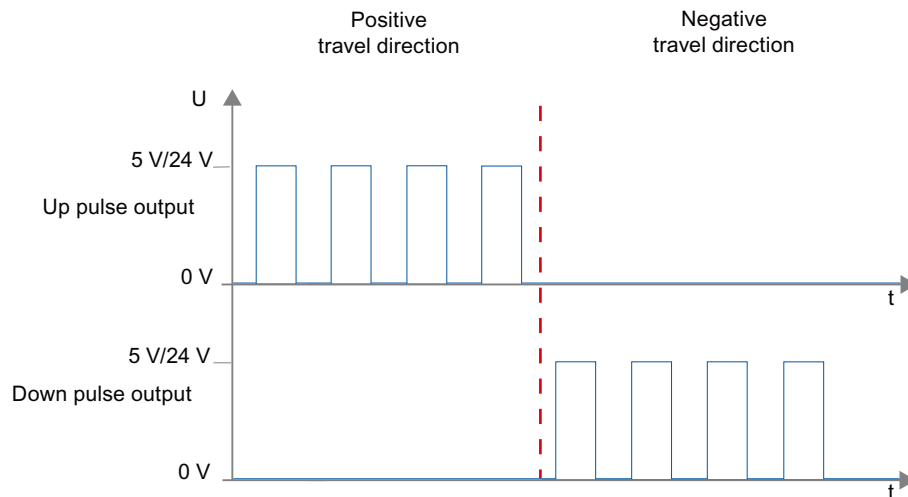 Positive
travel direction
Negative
travel direction
U
5 V/24 V
Up pulse output
0 V
t
5 V/24 V
Down pulse output
0 V
t